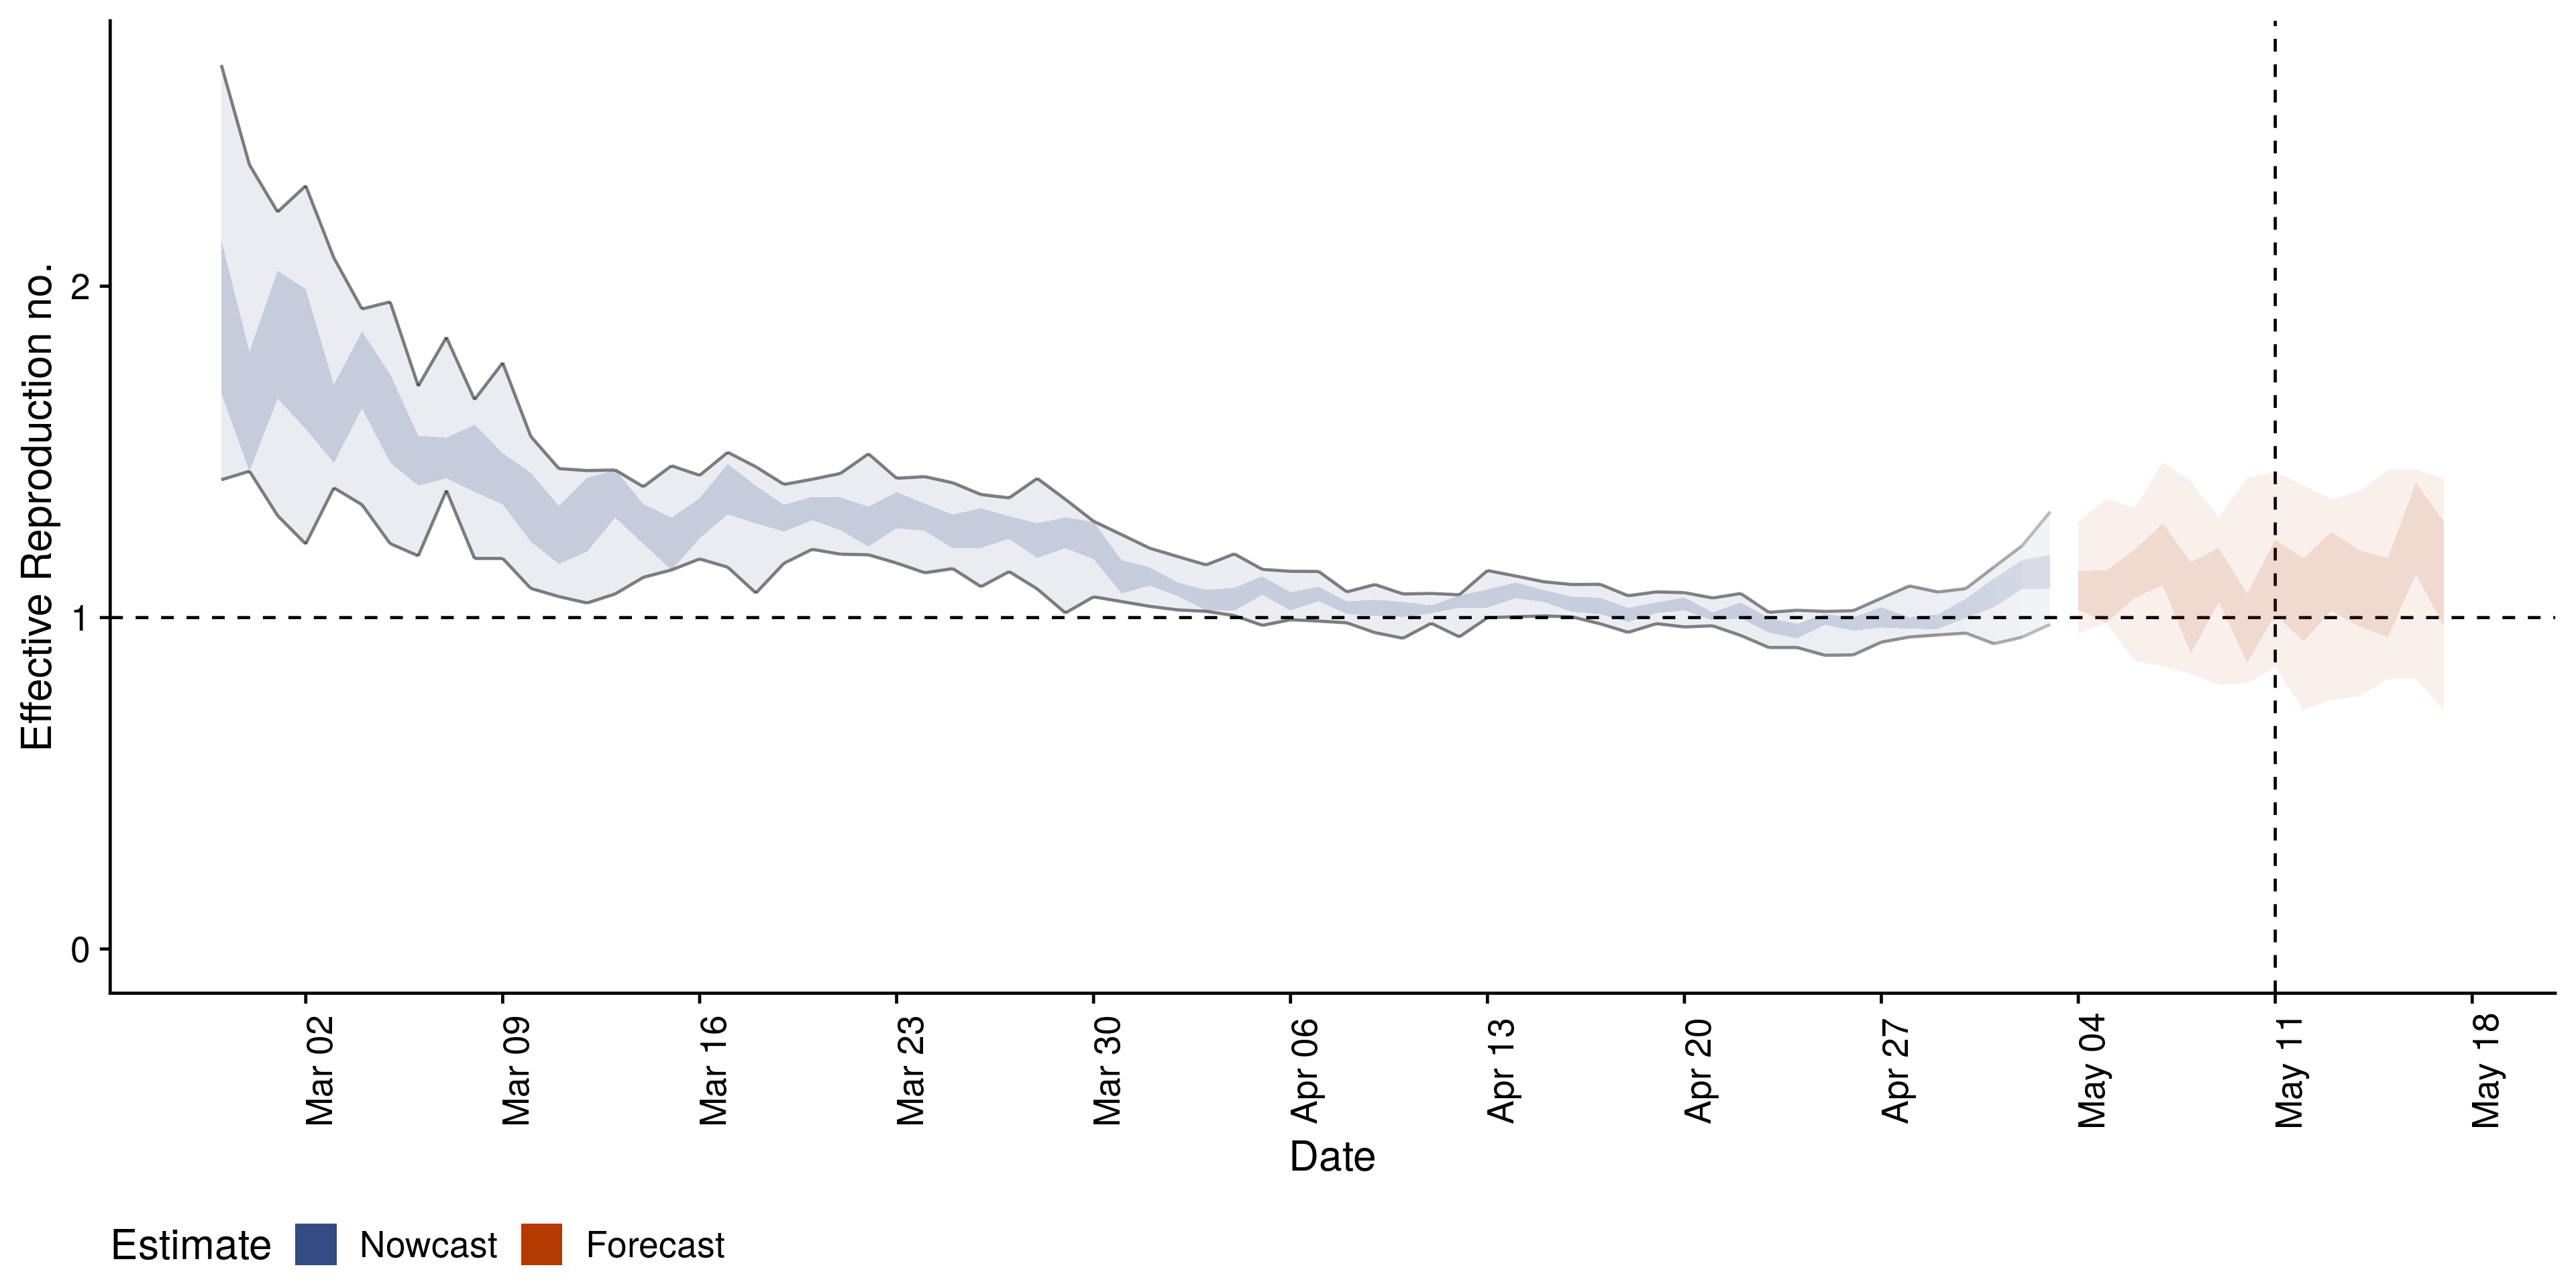 Effective Reproduction no.
2
1
0
Mar 02
Mar 09
Mar 16
Mar 23
Mar 30
Apr 06
Apr 13
Apr 20
Apr 27
May 04
May 11
May 18
Date
Estimate Nowcast Forecast